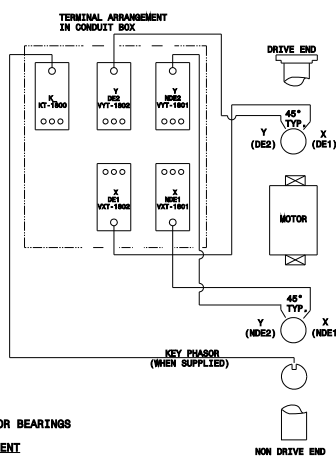 TERMINAL ARRANGEMENT
IN CONDUIT BOX
DRIVE END
K
KT-1800
Y
DE2
VYT-1802
Y
NDE2
VYT-1801
45°
TYP.
Y
(DE2)
X
(DE1)
X
DE1
VXT-1802
X
NDE1
VXT-1801
MOTOR
45°
TYP.
Y
(NDE2)
X
(NDE1
KEY PHASOR
(WHEN SUPPLIED)
OR BEARINGS
ENT
NON DRIVE END